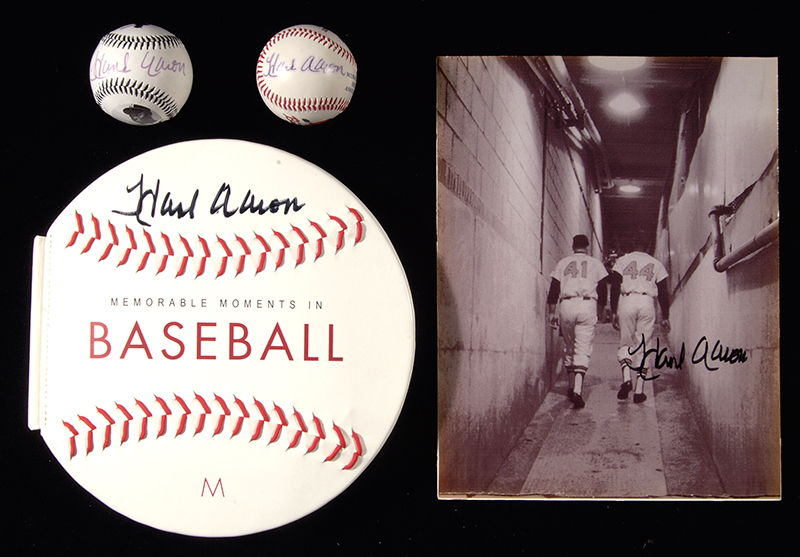 Hank Aaron
Hank Aaron
Hank Aaron
MEMORABLE MOMENTS IN
BASEBALL
M
41
44
Hank Aaron